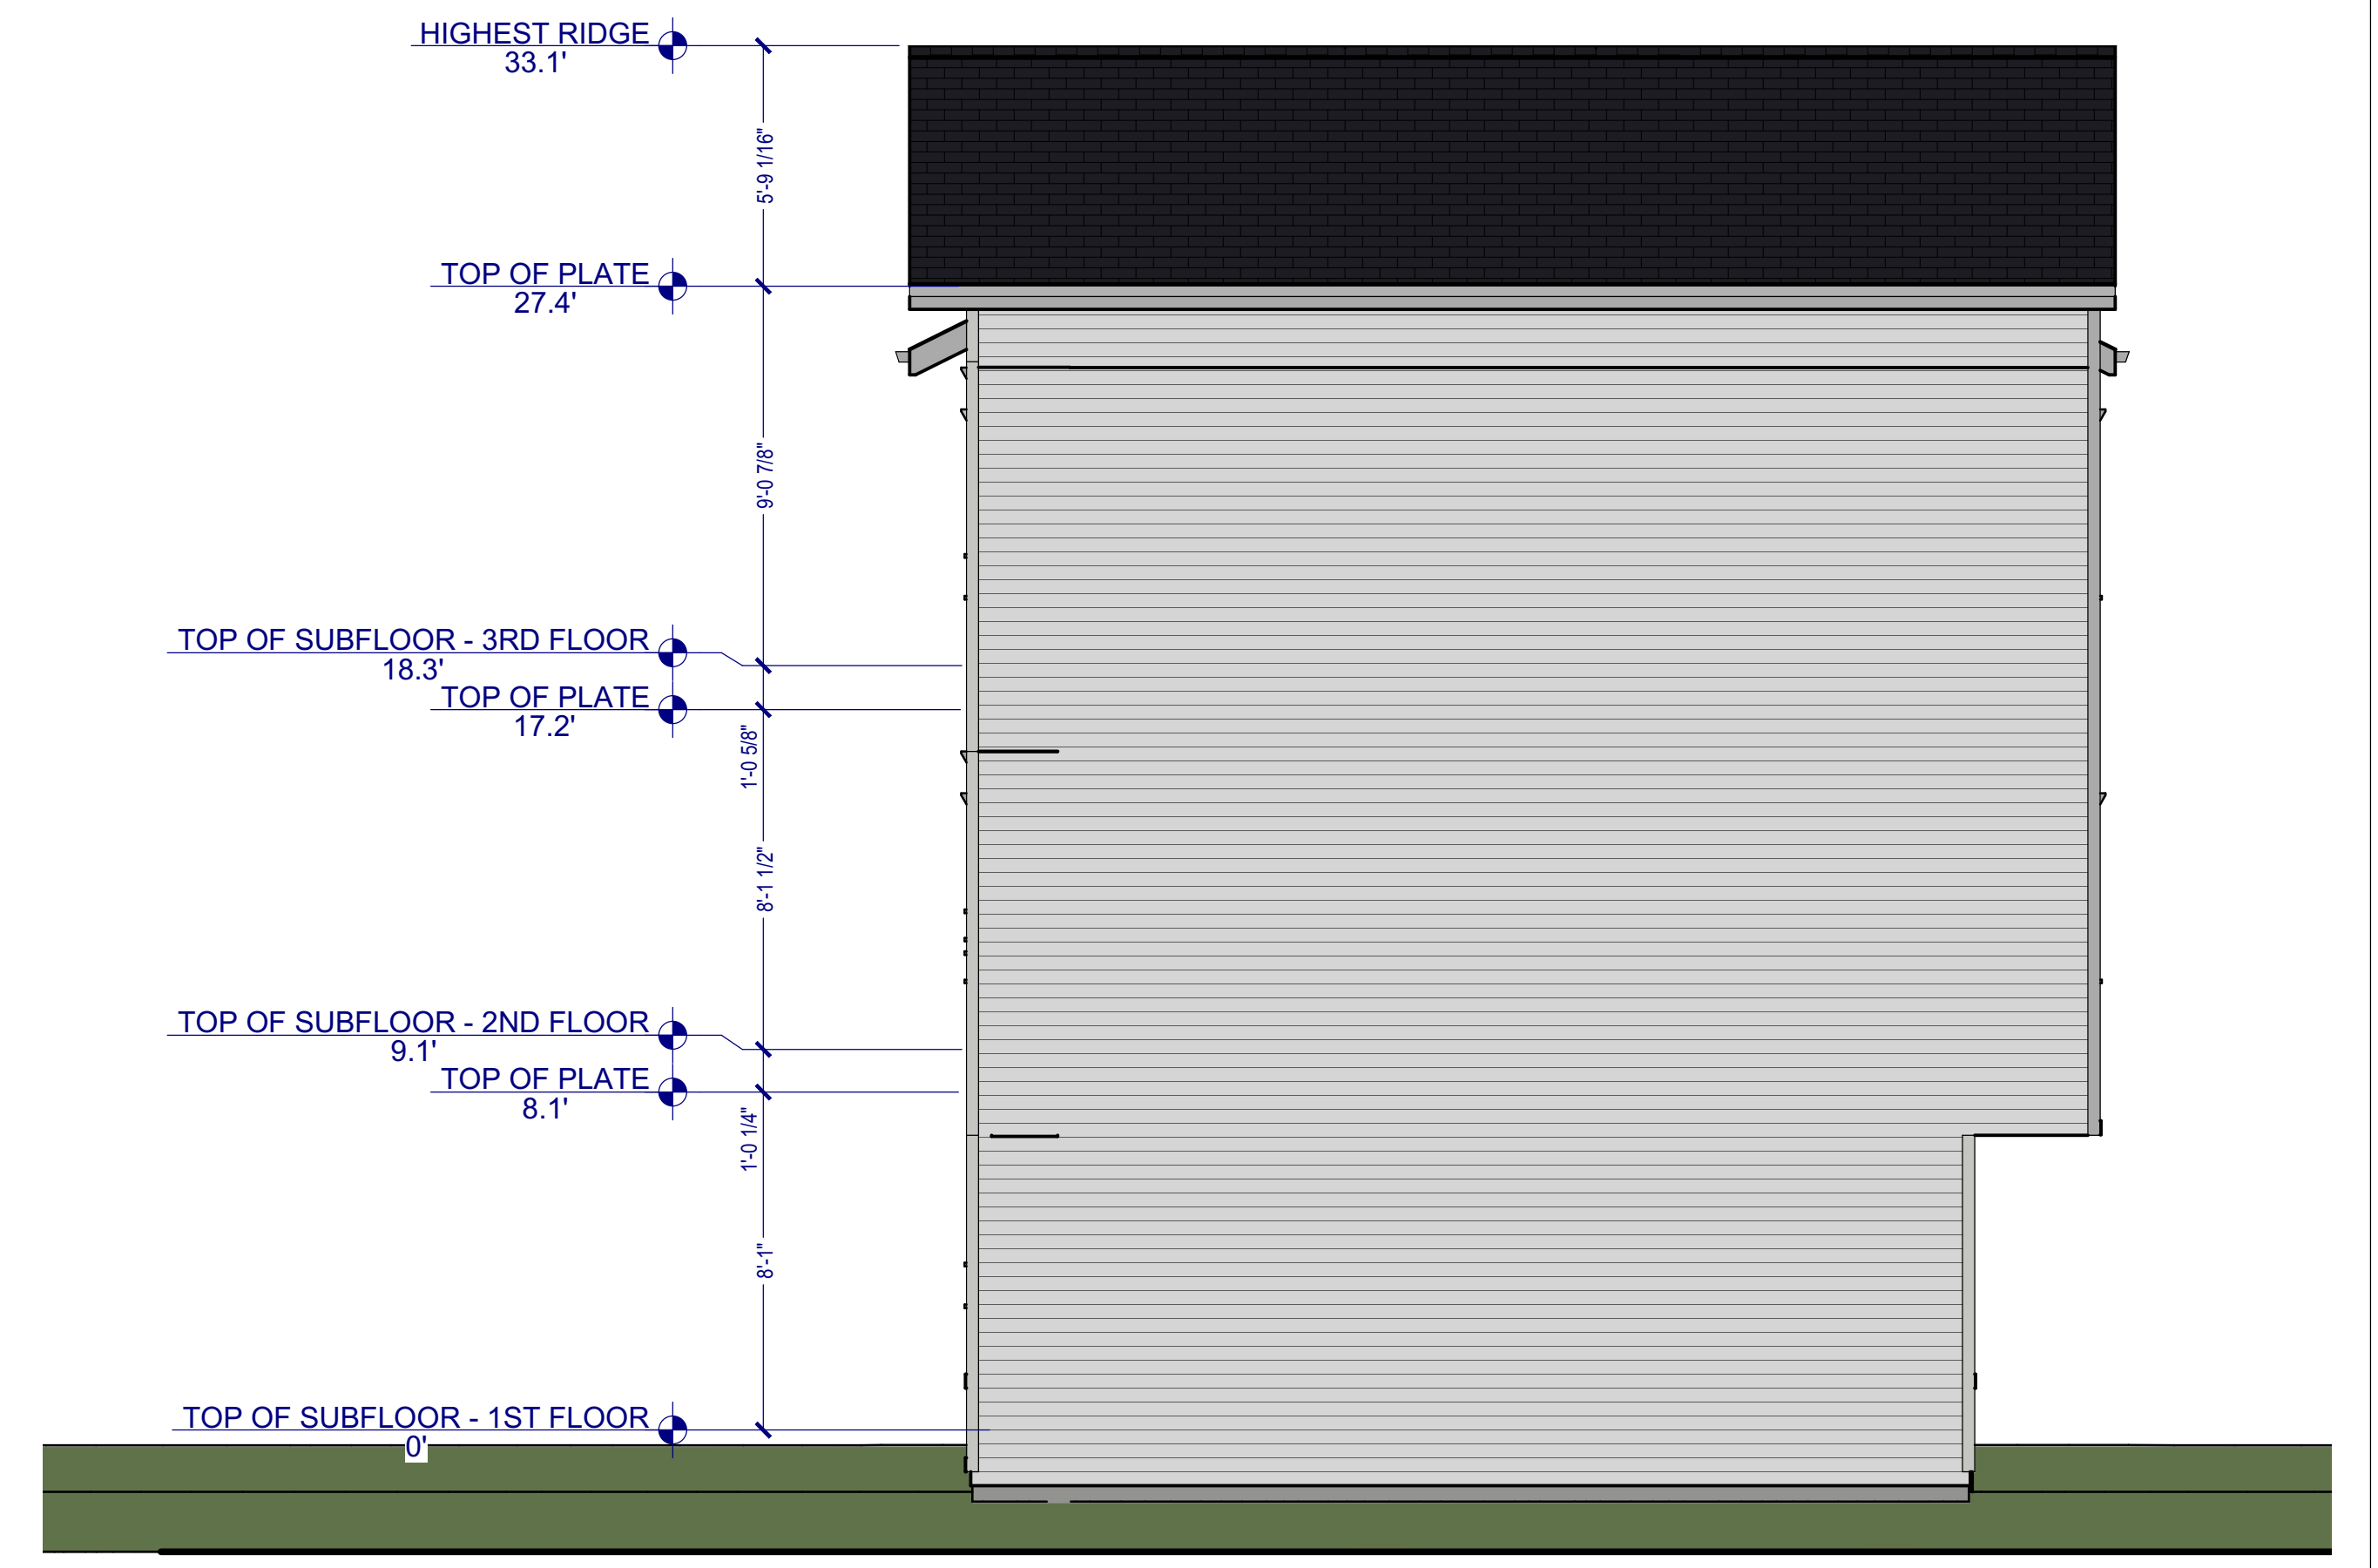 HIGHEST RIDGE
33.1'
5'-9 1/16"
TOP OF PLATE
27.4'
9'-0 7/8"
TOP OF SUBFLOOR - 3RD FLOOR
18.3'
TOP OF PLATE
17.2'
1'-0 5/8"
8'-1 1/2"
TOP OF SUBFLOOR - 2ND FLOOR
9.1'
TOP OF PLATE
8.1'
1'-0 1/4"
8'-1"
TOP OF SUBFLOOR - 1ST FLOOR
0'